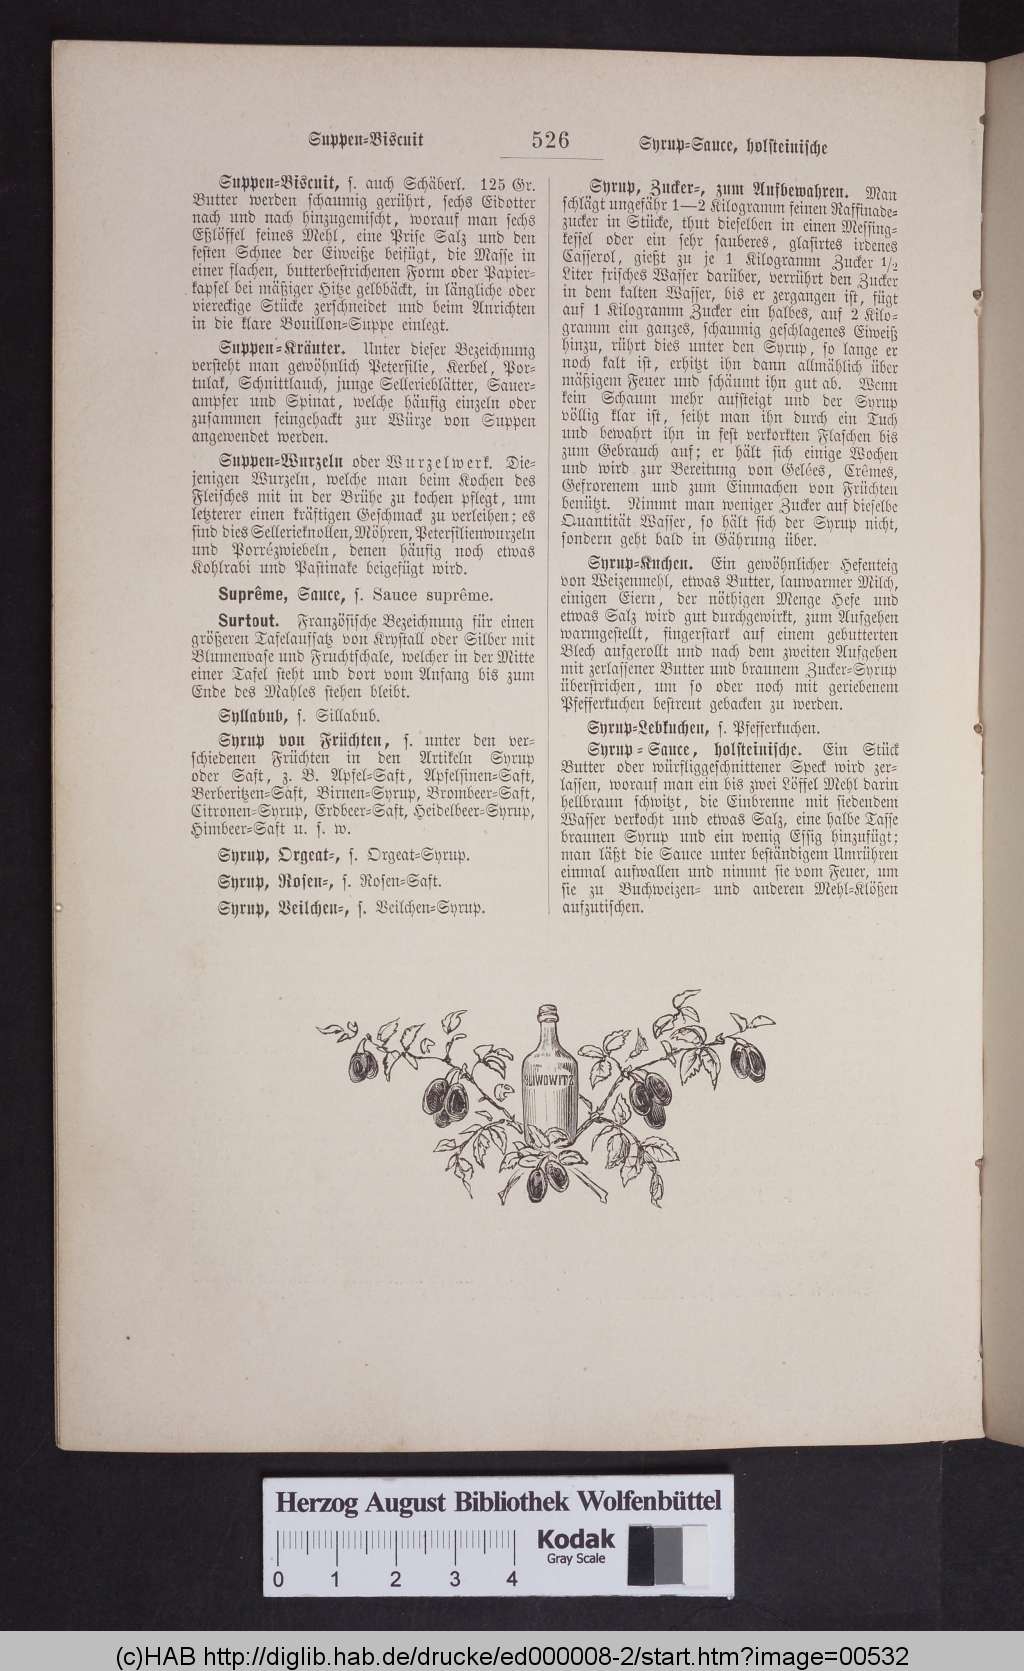 Suppen-Biscuit
526
Syrup-Sauce, holsteinische
Suppen-Biscuit, s. auch Schäberl. 125 Gr.
Butter werden schaumig gerührt, sechs Eidotter
nach und nach hinzugemischt, worauf man sechs
Eßlöffel feines Mehl, eine Prise Salz und den
festen Schnee der Eiweiße beifügt, die Masse in
einer flachen, butterbestrichenen Form oder Papier-
kapsel bei mäßiger Hitze gelbbäckt, in längliche oder
viereckige Stücke zerschneidet und beim Anrichten
in die klare Bouillon-Suppe einlegt.
Suppen-Kräuter. Unter dieser Bezeichnung
versteht man gewöhnlich Petersilie, Kerbel, Por-
tulak, Schnittlauch, junge Sellerieblätter, Sauer-
ampfer und Spinat, welche häufig einzeln oder
zusammen feingehackt zur Würze von Suppen
angewendet werden.
Suppen-Wurzeln oder Wurzelwerk. Die-
jenigen Wurzeln, welche man beim Kochen des
Fleisches mit in der Brühe zu kochen pflegt, um
letzterer einen kräftigen Geschmack zu verleihen; es
sind dies Sellerieknollen, Möhren, Petersilienwurzeln
und Porrézwiebeln, denen häufig noch etwas
Kohlrabi und Pastinake beigefügt wird.
Suprême, Sauce, s. Sauce suprême.
Surtout. Französische Bezeichnung für einen
größeren Tafelaufsatz von Krystall oder Silber mit
Blumenvase und Fruchtschale, welcher in der Mitte
einer Tafel steht und dort vom Anfang bis zum
Ende des Mahles stehen bleibt.
Syllabub, s. Sillabub.
Syrup von Früchten, s. unter den ver-
schiedenen Früchten in den Artikeln Syrup
oder Saft, z. B. Apfel-Saft, Apfelsinen-Saft,
Berberitzen-Saft, Birnen-Syrup, Brombeer-Saft,
Citronen-Syrup, Erdbeer-Saft, Heidelbeer-Syrup,
Himbeer-Saft u. s. w.
Syrup, Orgeat-, s. Orgeat-Syrup.
Syrup, Rosen-, s. Rosen-Saft.
Syrup, Veilchen-, s. Veilchen-Syrup.
Syrup, Zucker-, zum Aufbewahren. Man
schlägt ungefähr 1—2 Kilogramm feinen Raffinade-
zucker in Stücke, thut dieselben in einen Messing-
kessel oder ein sehr sauberes, glasirtes irdenes
Casserol, gießt zu je 1 Kilogramm Zucker 1/2
Liter frisches Wasser darüber, verrührt den Zucker
in dem kalten Wasser, bis er zergangen ist, fügt
auf 1 Kilogramm Zucker ein halbes, auf 2 Kilo-
gramm ein ganzes, schaumig geschlagenes Eiweiß
hinzu, rührt dies unter den Syrup, so lange er
noch kalt ist, erhitzt ihn dann allmählich über
mäßigem Feuer und schäumt ihn gut ab. Wenn
kein Schaum mehr aufsteigt und der Syrup
völlig klar ist, seiht man ihn durch ein Tuch
und bewahrt ihn in fest verkorkten Flaschen bis
zum Gebrauch auf; er hält sich einige Wochen
und wird zur Bereitung von Gelées, Crêmes,
Gefrorenem und zum Einmachen von Früchten
benützt. Nimmt man weniger Zucker auf dieselbe
Quantität Wasser, so hält sich der Syrup nicht,
sondern geht bald in Gährung über.
Syrup-Kuchen. Ein gewöhnlicher Hefenteig
von Weizenmehl, etwas Butter, lauwarmer Milch,
einigen Eiern, der nöthigen Menge Hefe und
etwas Salz wird gut durchgewirkt, zum Aufgehen
warmgestellt, fingerstark auf einem gebutterten
Blech aufgerollt und nach dem zweiten Aufgehen
mit zerlassener Butter und braunem Zucker-Syrup
überstrichen, um so oder noch mit geriebenem
Pfefferkuchen bestreut gebacken zu werden.
Syrup-Lebkuchen, s. Pfefferkuchen.
Syrup-Sauce, holsteinische. Ein Stück
Butter oder würfliggeschnittener Speck wird zer-
lassen, worauf man ein bis zwei Löffel Mehl darin
hellbraun schwitzt, die Einbrenne mit siedendem
Wasser verkocht und etwas Salz, eine halbe Tasse
braunen Syrup und ein wenig Essig hinzufügt;
man läßt die Sauce unter beständigem Umrühren
einmal aufwallen und nimmt sie vom Feuer, um
sie zu Buchweizen- und anderen Mehl-Klößen
aufzutischen.
SLIWOWITZ
Herzog August Bibliothek Wolfenbüttel
Kodak
Gray Scale
0 1 2 3 4
(c)HAB http://diglib.hab.de/drucke/ed000008-2/start.htm?image=00532